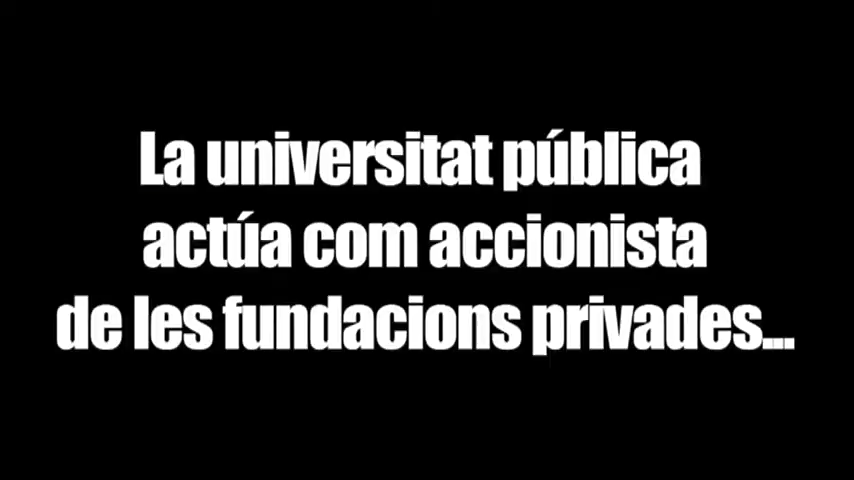 La universitat pública
actúa com accionista
de les fundacions privades...